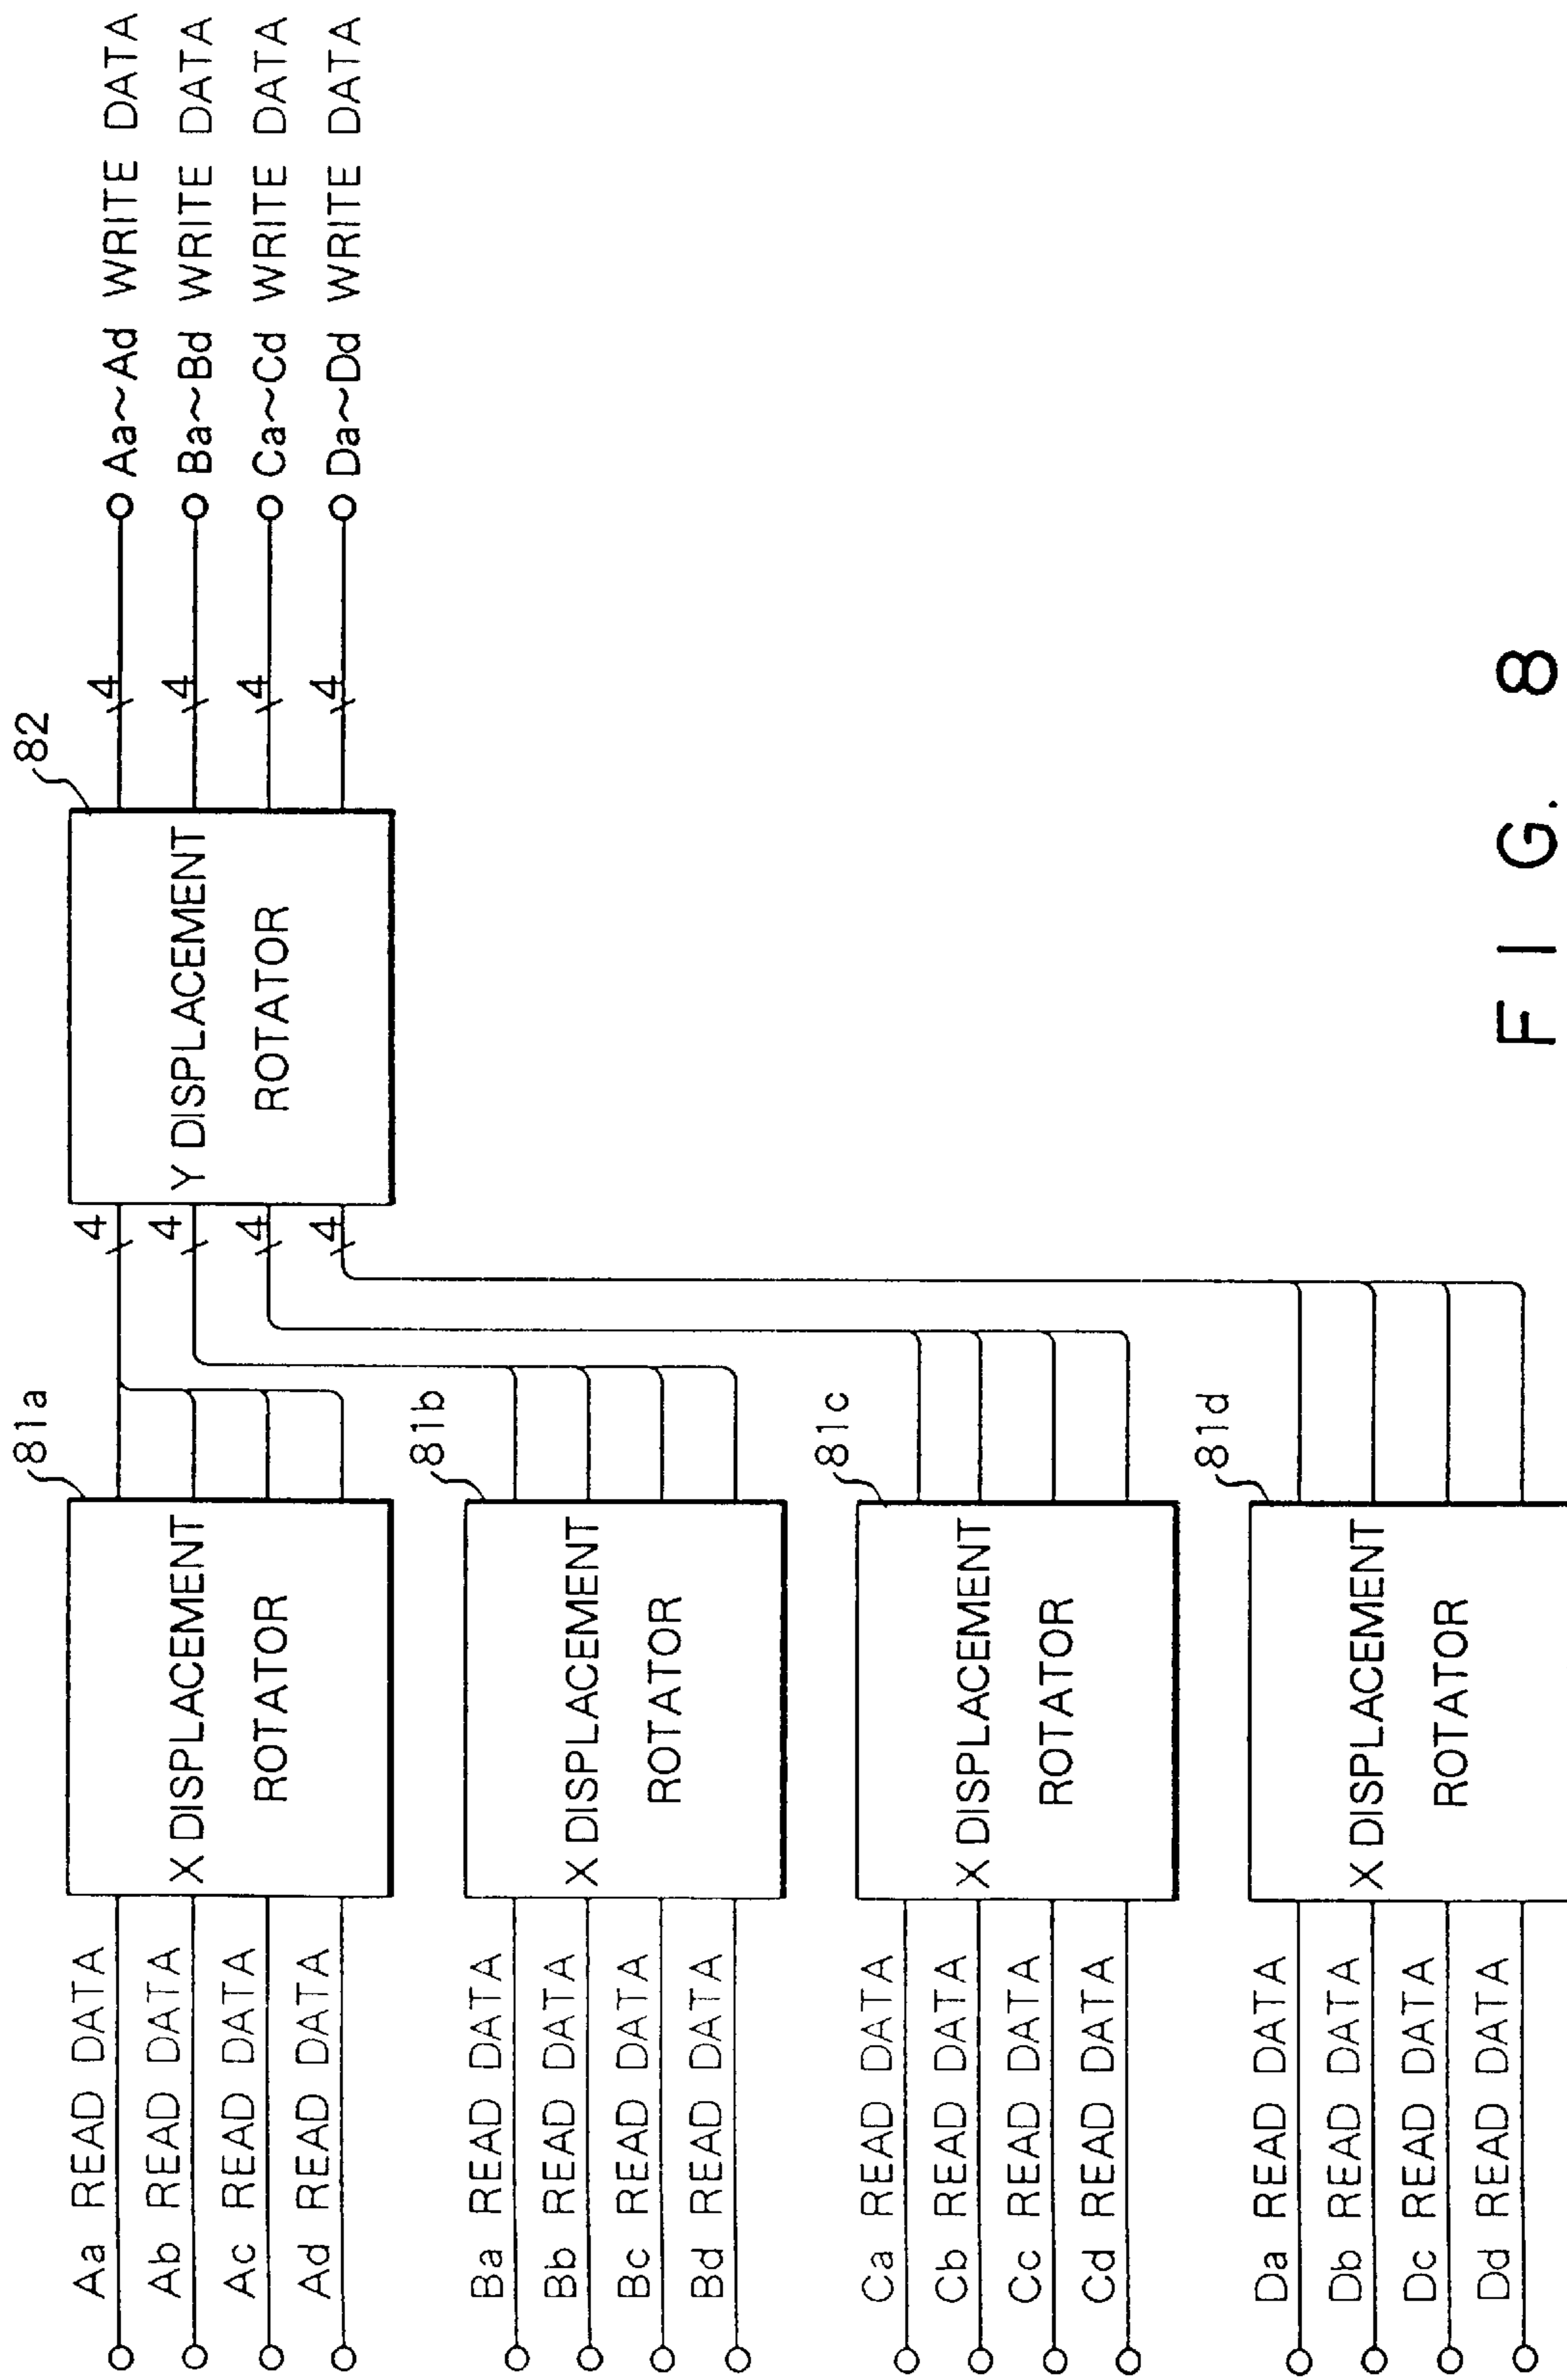 Aa READ DATA
Ab READ DATA
Ac READ DATA
Ad READ DATA
81a
X DISPLACEMENT
ROTATOR
Ba READ DATA
Bb READ DATA
Bc READ DATA
Bd READ DATA
81b
X DISPLACEMENT
ROTATOR
Ca READ DATA
Cb READ DATA
Cc READ DATA
Cd READ DATA
81c
X DISPLACEMENT
ROTATOR
Da READ DATA
Db READ DATA
Dc READ DATA
Dd READ DATA
81d
X DISPLACEMENT
ROTATOR
4
4
4
4
82
Y DISPLACEMENT
ROTATOR
4
4
4
4
Aa~Ad WRITE DATA
Ba~Bd WRITE DATA
Ca~Cd WRITE DATA
Da~Dd WRITE DATA
FIG. 8